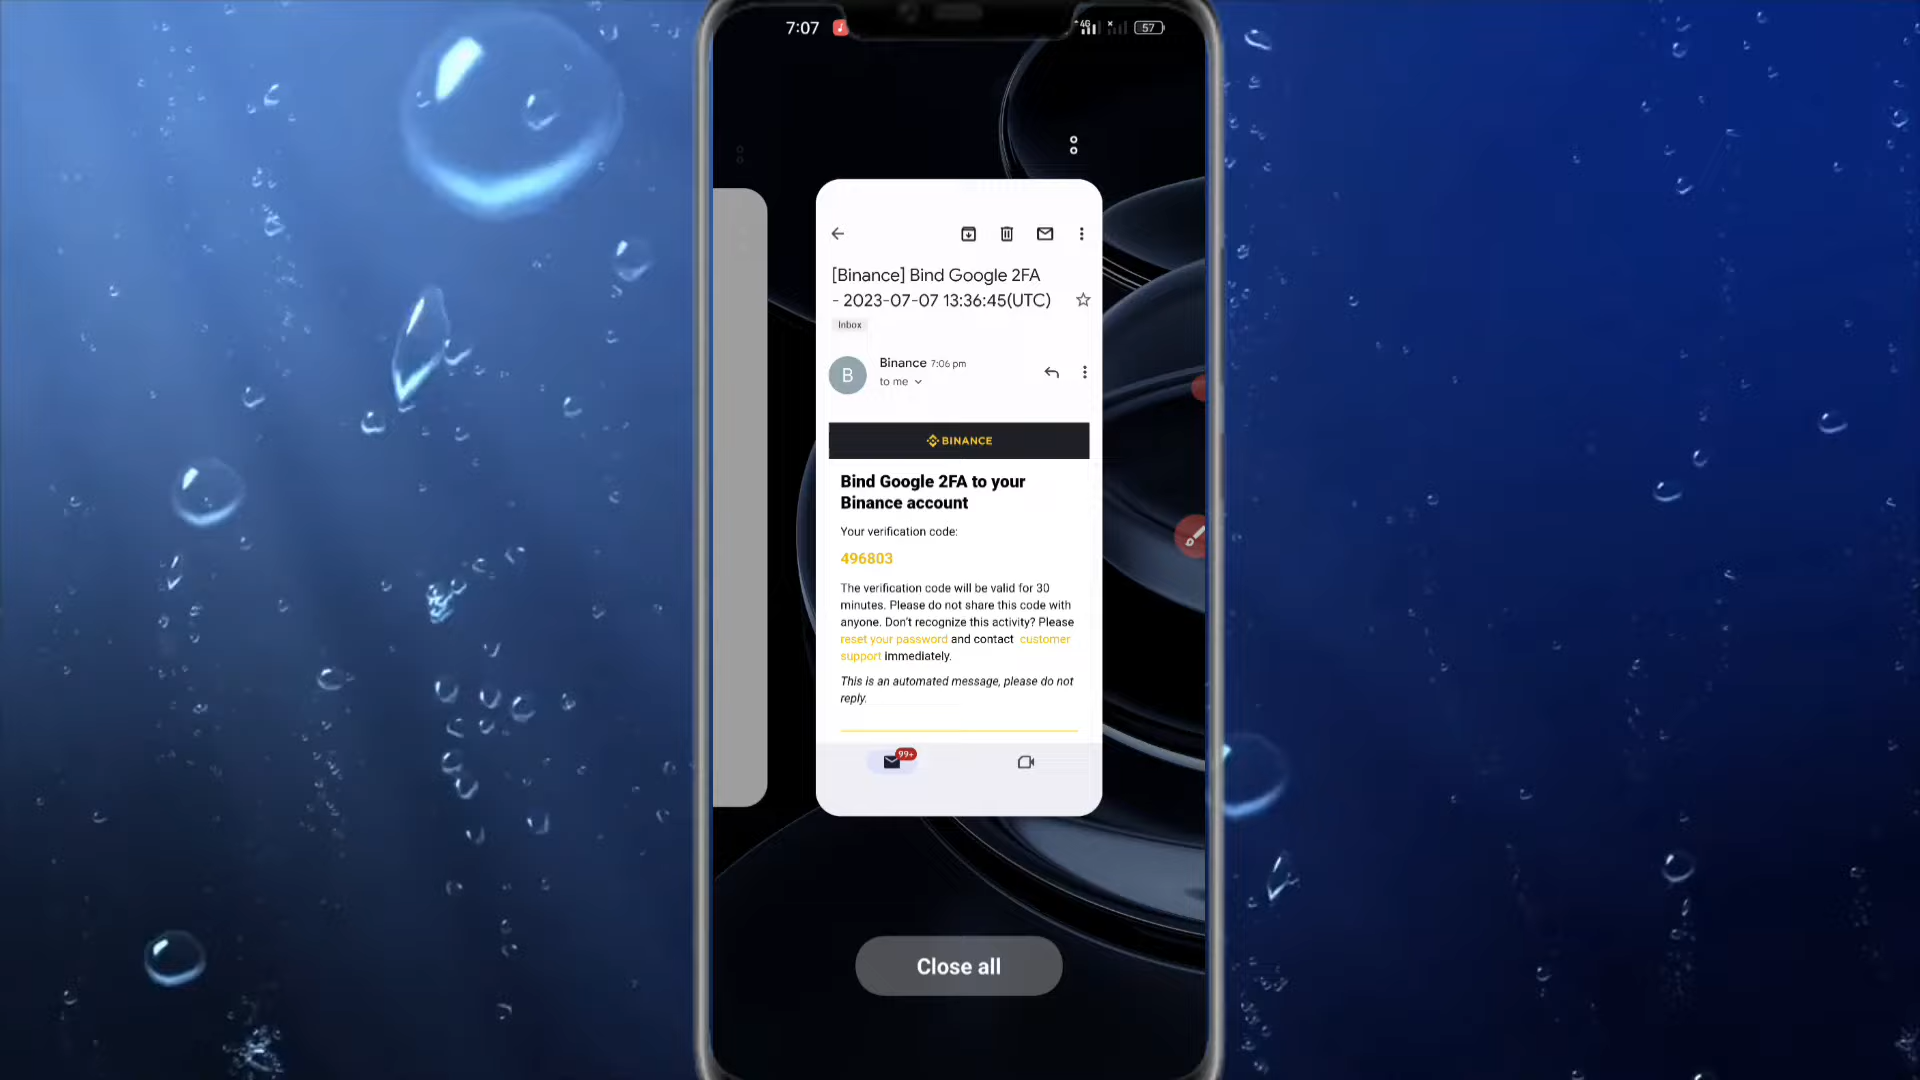 7:07
4G
57
[Binance] Bind Google 2FA
- 2023-07-07 13:36:45(UTC)
Inbox
B
Binance 7:06 pm
to me
BINANCE
Bind Google 2FA to your
Binance account
Your verification code:
496803
The verification code will be valid for 30
minutes. Please do not share this code with
anyone. Don't recognize this activity? Please
reset your password and contact customer
support immediately.
This is an automated message, please do not
reply.
99+
Close all